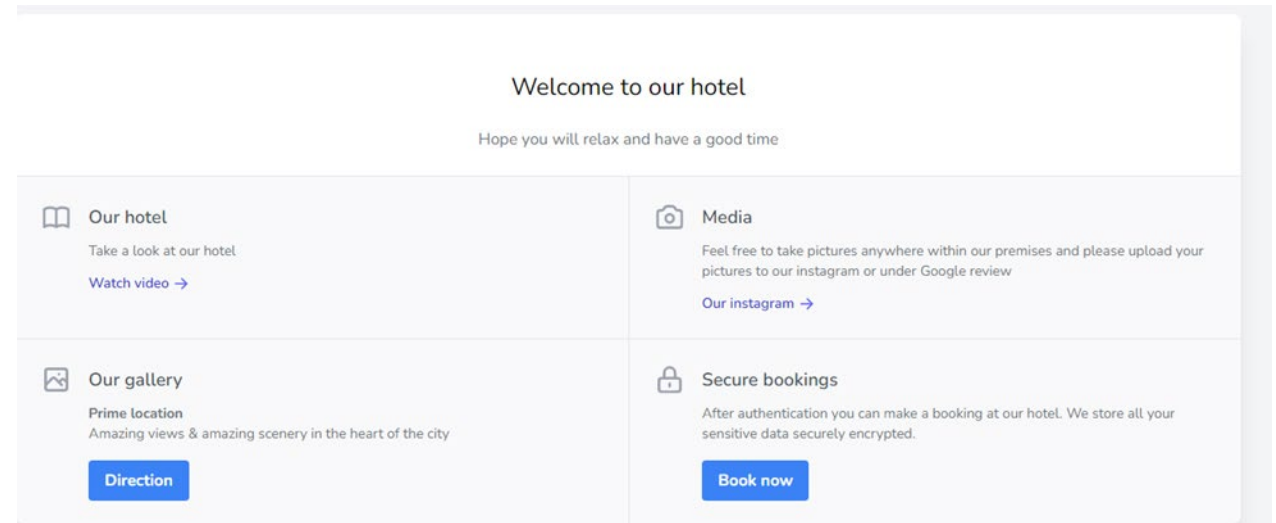 Welcome to our hotel
Hope you will relax and have a good time
Our hotel
Take a look at our hotel
Watch video →
Media
Feel free to take pictures anywhere within our premises and please upload your
pictures to our instagram or under Google review
Our instagram →
Our gallery
Prime location
Amazing views & amazing scenery in the heart of the city
Direction
Secure bookings
After authentication you can make a booking at our hotel. We store all your
sensitive data securely encrypted.
Book now